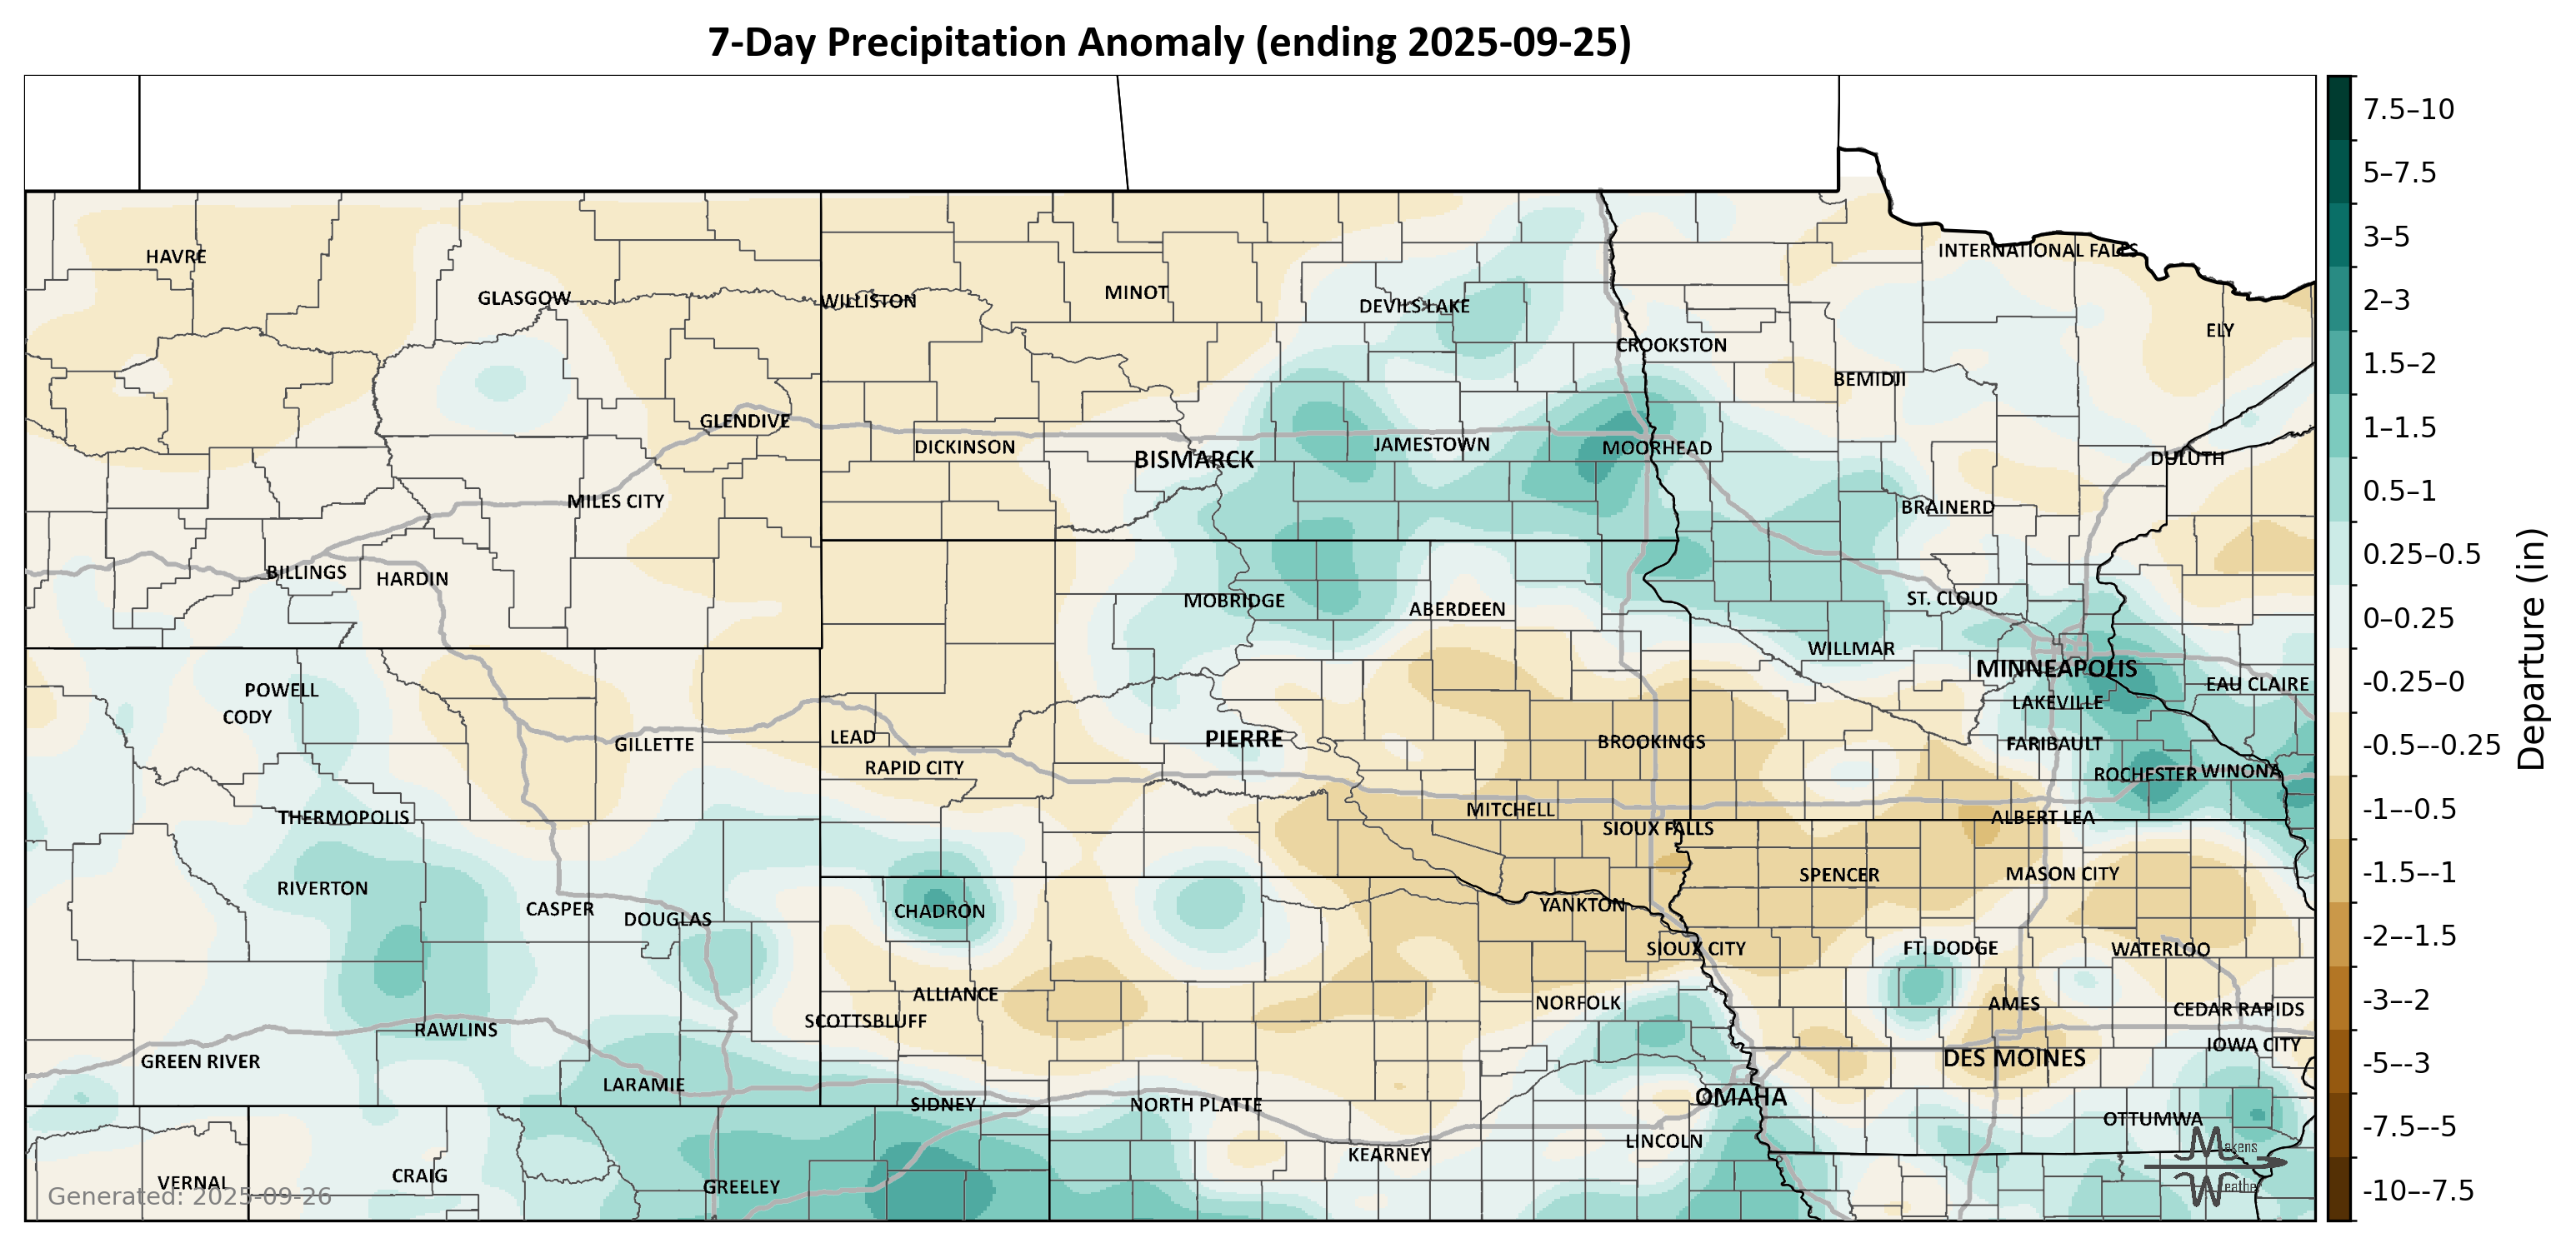 7-Day Precipitation Anomaly (ending 2025-09-25)
7.5–10
5–7.5
3–5
2–3
1.5–2
1–1.5
0.5–1
0.25–0.5
0–0.25
-0.25–0
-0.5–-0.25
-1–-0.5
-1.5–-1
-2–-1.5
-3–-2
-5–-3
-7.5–-5
-10–-7.5
Departure (in)
HAVRE
INTERNATIONAL FALLS
GLASGOW
WILLISTON
MINOT
DEVILS LAKE
ELY
CROOKSTON
BEMIDJI
GLENDIVE
DICKINSON
BISMARCK
JAMESTOWN
MOORHEAD
DULUTH
MILES CITY
BRAINERD
BILLINGS
HARDIN
MOBRIDGE
ABERDEEN
ST. CLOUD
WILLMAR
MINNEAPOLIS
EAU CLAIRE
POWELL
CODY
LAKEVILLE
GILLETTE
LEAD
PIERRE
BROOKINGS
FARIBAULT
RAPID CITY
ROCHESTER
WINONA
THERMOPOLIS
MITCHELL
ALBERT LEA
SIOUX FALLS
RIVERTON
SPENCER
MASON CITY
CASPER
DOUGLAS
CHADRON
YANKTON
SIOUX CITY
FT. DODGE
WATERLOO
ALLIANCE
NORFOLK
AMES
CEDAR RAPIDS
SCOTTSBLUFF
RAWLINS
GREEN RIVER
IOWA CITY
DES MOINES
LARAMIE
OMAHA
SIDNEY
NORTH PLATTE
OTTUMWA
LINCOLN
KEARNEY
VERNAL
CRAIG
GREELEY
Makens
Weather
Generated: 2025-09-26